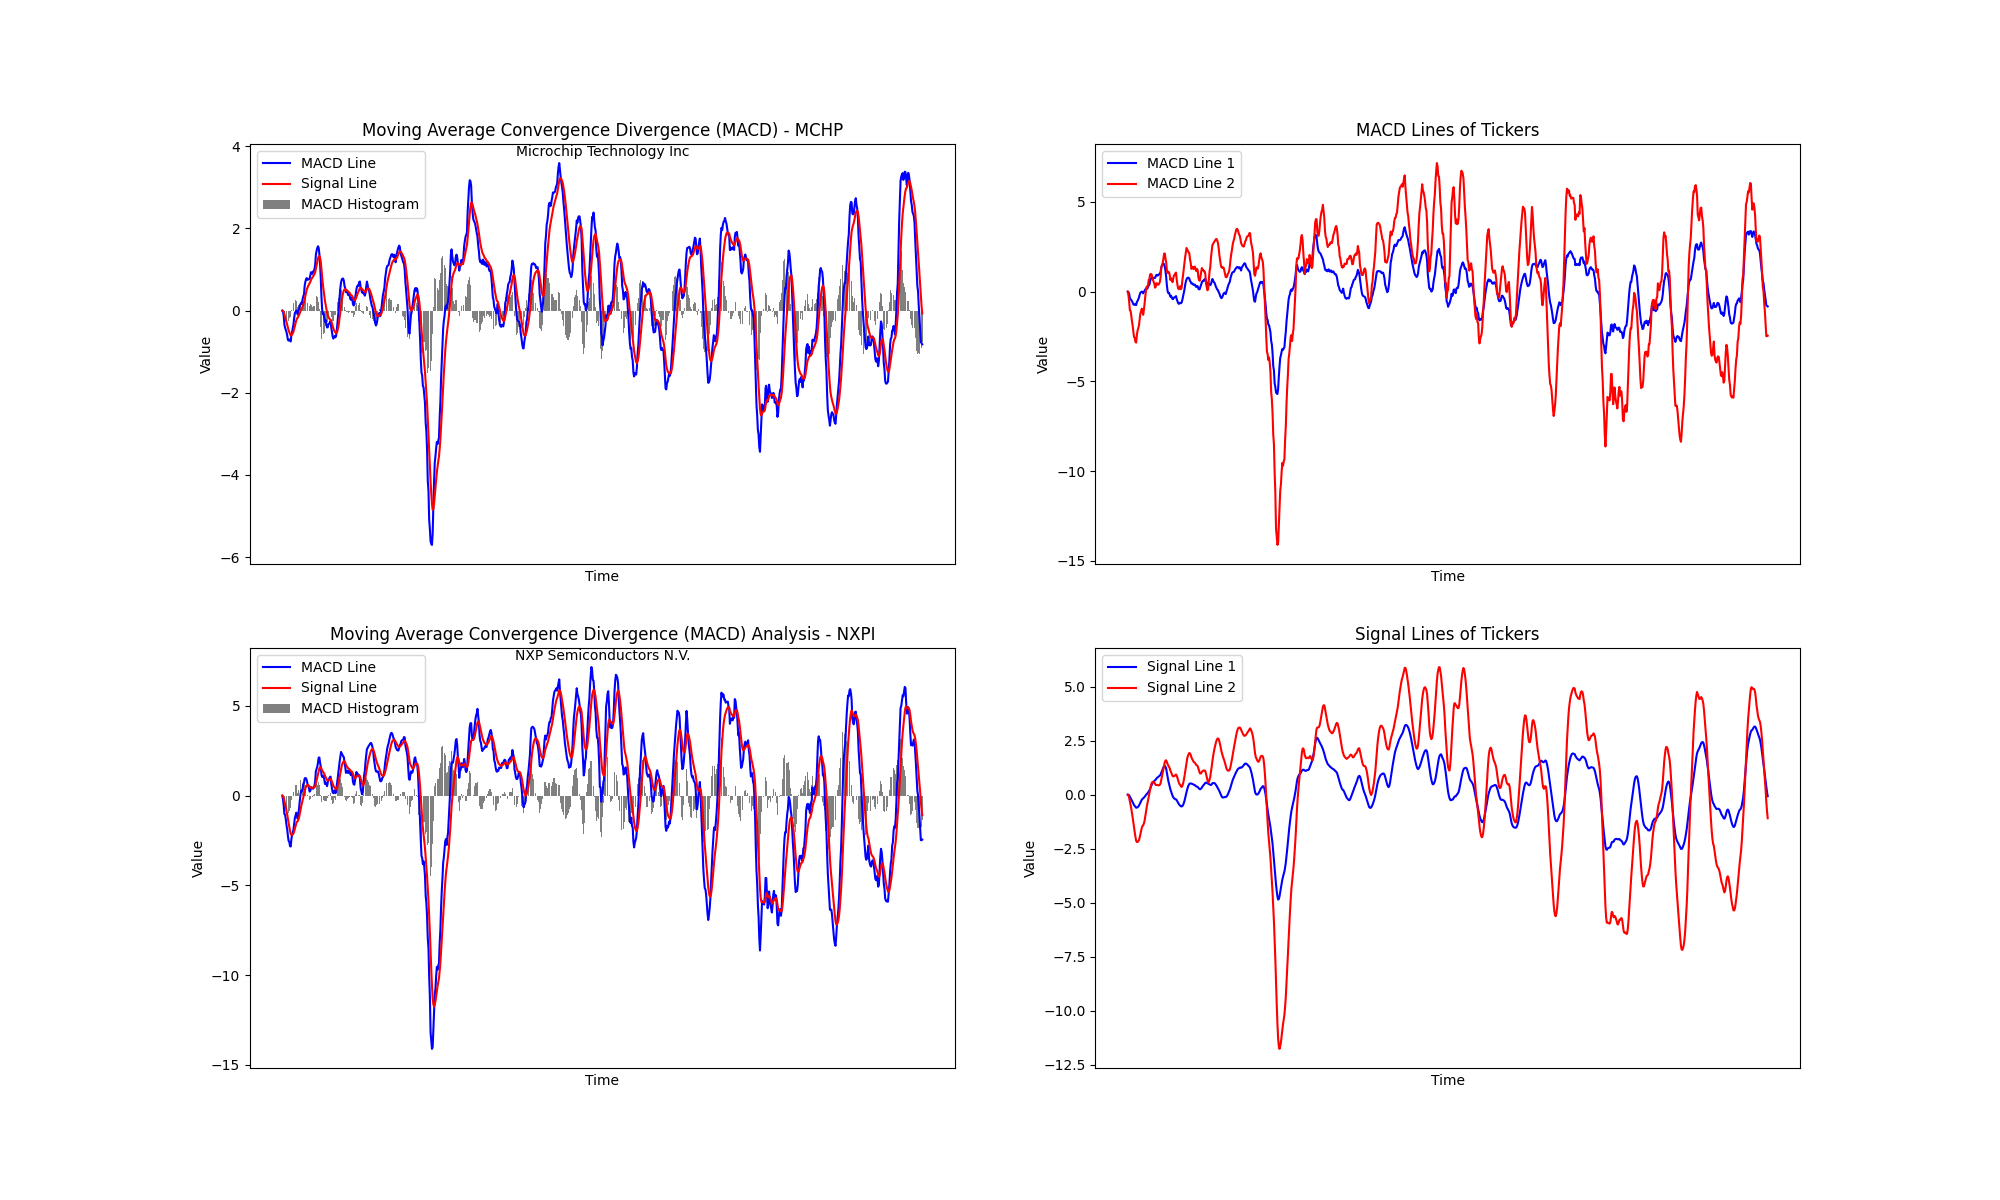 Moving Average Convergence Divergence (MACD) - MCHP
Microchip Technology Inc
MACD Line
Signal Line
MACD Histogram
4
2
0
−2
−4
−6
Value
Time
MACD Lines of Tickers
MACD Line 1
MACD Line 2
5
0
−5
−10
−15
Value
Time
Moving Average Convergence Divergence (MACD) Analysis - NXPI
NXP Semiconductors N.V.
MACD Line
Signal Line
MACD Histogram
5
0
−5
−10
−15
Value
Time
Signal Lines of Tickers
Signal Line 1
Signal Line 2
5.0
2.5
0.0
−2.5
−5.0
−7.5
−10.0
−12.5
Value
Time